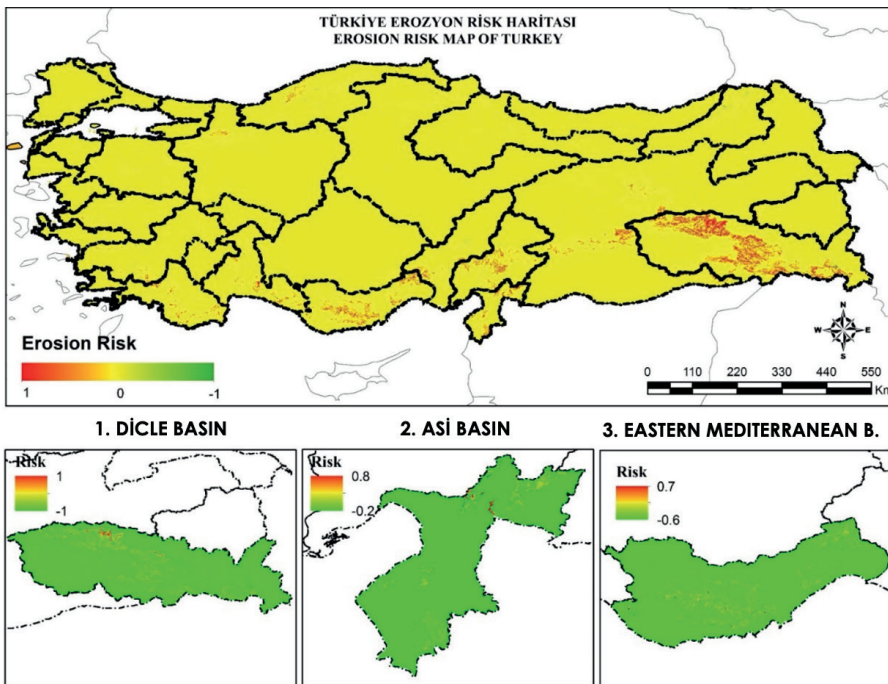 TÜRKİYE EROZYON RİSK HARİTASI
EROSION RISK MAP OF TURKEY
Erosion Risk
1 0 -1
N
W E
S
0 110 220 330 440 550
Km
1. DİCLE BASIN
2. ASİ BASIN
3. EASTERN MEDITERRANEAN B.
Risk
1
-1
Risk
0.8
-0.2
Risk
0.7
-0.6